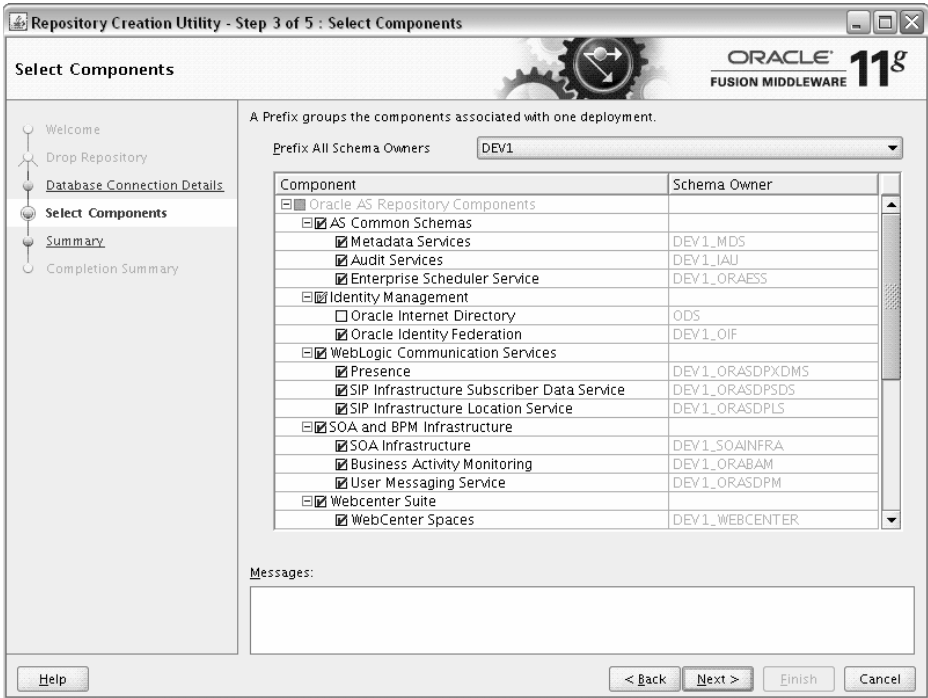 Repository Creation Utility - Step 3 of 5 : Select Components
Select Components
ORACLE
FUSION MIDDLEWARE 11g
Welcome
Drop Repository
Database Connection Details
Select Components
Summary
Completion Summary
A Prefix groups the components associated with one deployment.
Prefix All Schema Owners DEV1
Component Schema Owner
Oracle AS Repository Components
AS Common Schemas
Metadata Services DEV1_MDS
Audit Services DEV1_IAU
Enterprise Scheduler Service DEV1_ORAESS
Identity Management
Oracle Internet Directory ODS
Oracle Identity Federation DEV1_OIF
WebLogic Communication Services
Presence DEV1_ORASDPXDMS
SIP Infrastructure Subscriber Data Service DEV1_ORASDPSDS
SIP Infrastructure Location Service DEV1_ORASDPLS
SOA and BPM Infrastructure
SOA Infrastructure DEV1_SOAINFRA
Business Activity Monitoring DEV1_ORABAM
User Messaging Service DEV1_ORASDPM
Webcenter Suite
WebCenter Spaces DEV1_WEBCENTER
Messages:
Help < Back Next > Finish Cancel